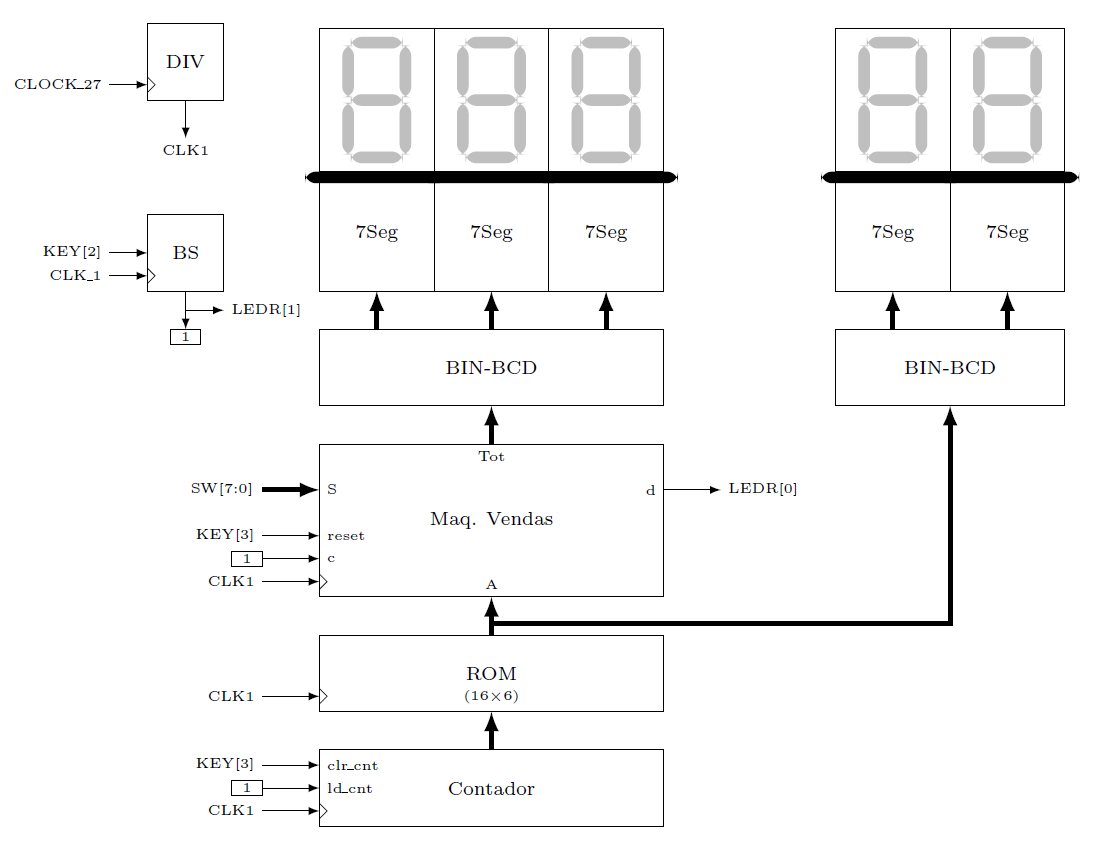 DIV
CLOCK_27
CLK1
BS
KEY[2]
CLK_1
LEDR[1]
1
7Seg 7Seg 7Seg
7Seg 7Seg
BIN-BCD
BIN-BCD
Tot
SW[7:0] S
d LEDR[0]
Maq. Vendas
KEY[3] reset
1 c
CLK1
A
ROM
(16×6)
CLK1
KEY[3] clr_cnt
1 ld_cnt
Contador
CLK1